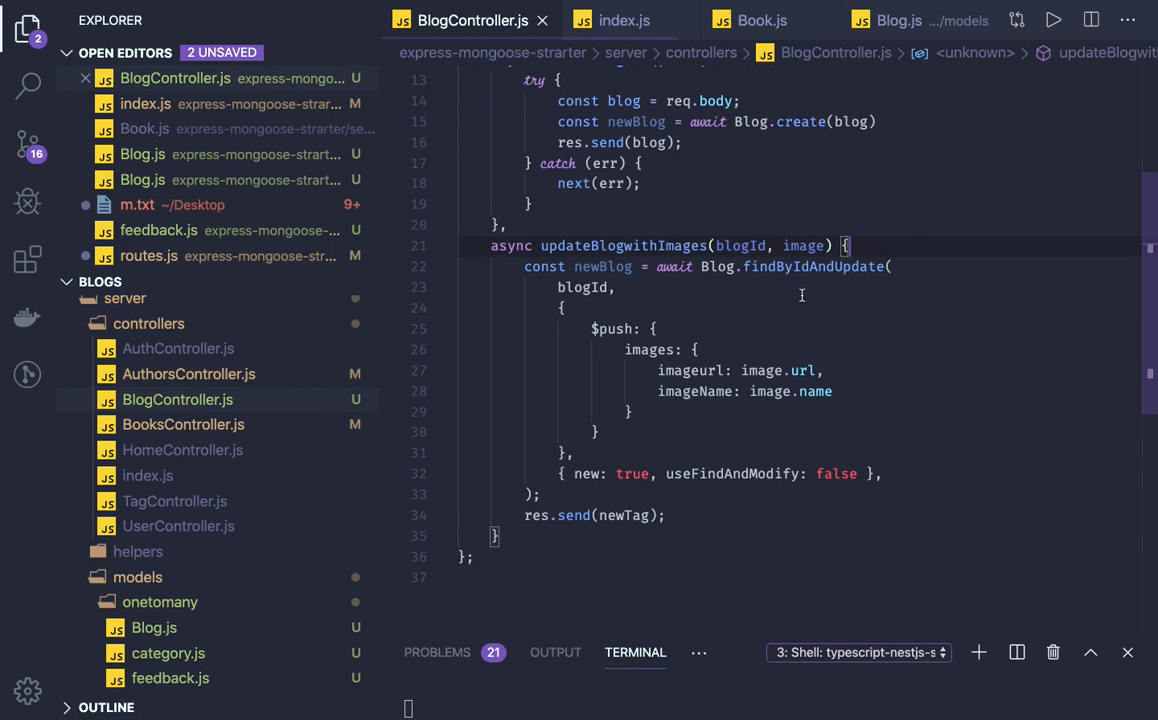 EXPLORER
OPEN EDITORS 2 UNSAVED
BlogController.js express-mongo... U
index.js express-mongoose-strar... M
Book.js express-mongoose-starter/se...
Blog.js express-mongoose-strart... U
Blog.js express-mongoose-strart... U
m.txt ~/Desktop 9+
feedback.js express-mongoose-... U
routes.js express-mongoose-str... M
BLOGS
server
controllers
AuthController.js
AuthorsController.js M
BlogController.js U
BooksController.js M
HomeController.js
index.js
TagController.js
UserController.js
helpers
models
onetomany
Blog.js U
category.js U
feedback.js U
OUTLINE
2
16
BlogController.js index.js Book.js Blog.js .../models
express-mongoose-starter > server > controllers > BlogController.js > <unknown> > updateBlogwi
13 try {
14 const blog = req.body;
15 const newBlog = await Blog.create(blog)
16 res.send(blog);
17 } catch (err) {
18 next(err);
19 }
20 },
21 async updateBlogwithImages(blogId, image) {
22 const newBlog = await Blog.findByIdAndUpdate(
23 blogId,
24 {
25 $push: {
26 images: {
27 imageurl: image.url,
28 imageName: image.name
29 }
30 }
31 },
32 { new: true, useFindAndModify: false },
33 );
34 res.send(newTag);
35 }
36 };
37
PROBLEMS 21 OUTPUT TERMINAL ... 3: Shell: typescript-nestjs-s